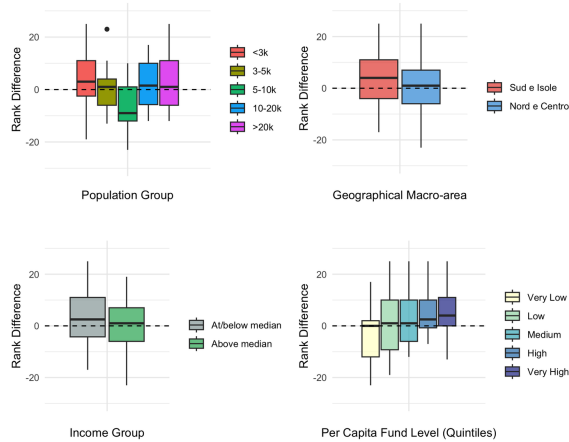 20
0
-20
Rank Difference
Population Group
<3k
3-5k
5-10k
10-20k
>20k
20
0
-20
Rank Difference
Geographical Macro-area
Sud e Isole
Nord e Centro
20
0
-20
Rank Difference
Income Group
At/below median
Above median
20
0
-20
Rank Difference
Per Capita Fund Level (Quintiles)
Very Low
Low
Medium
High
Very High